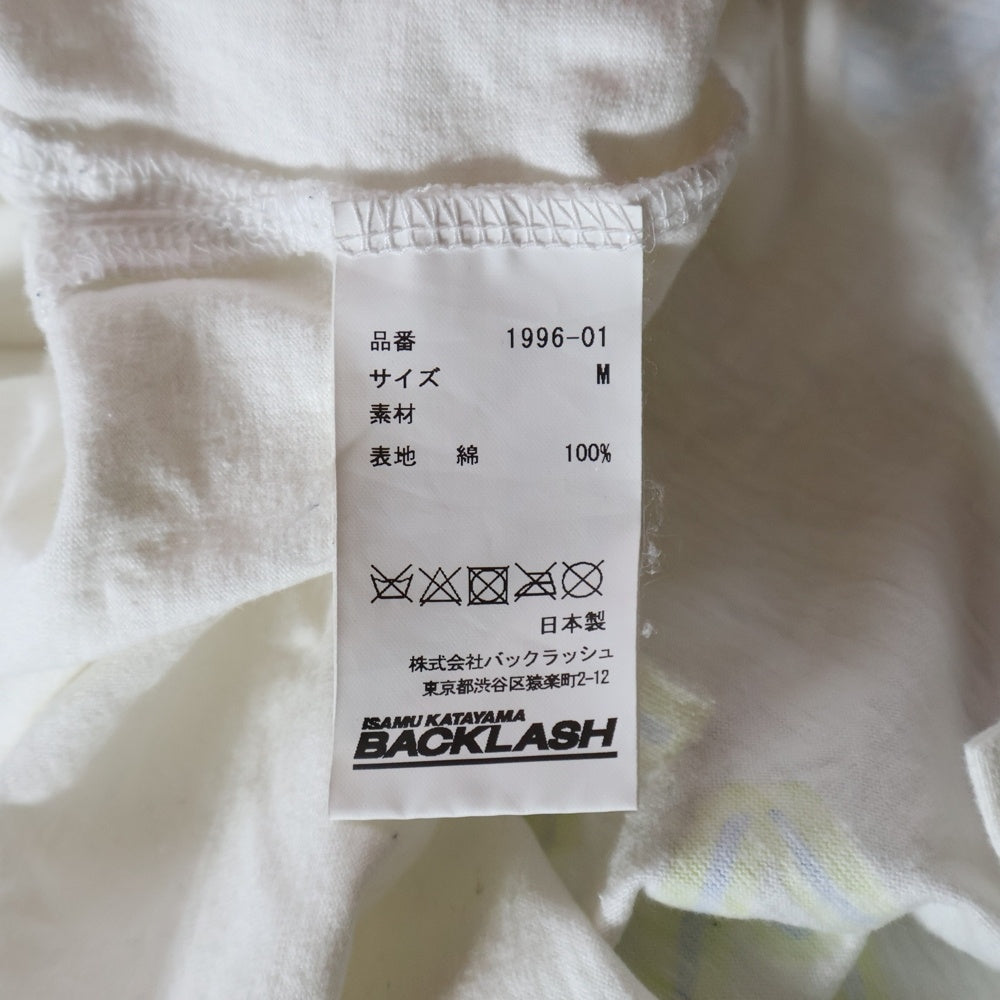 品番 1996-01
サイズ M
素材
表地 綿 100%
日本製
株式会社バックラッシュ
東京都渋谷区猿楽町2-12
ISAMU KATAYAMA
BACKLASH